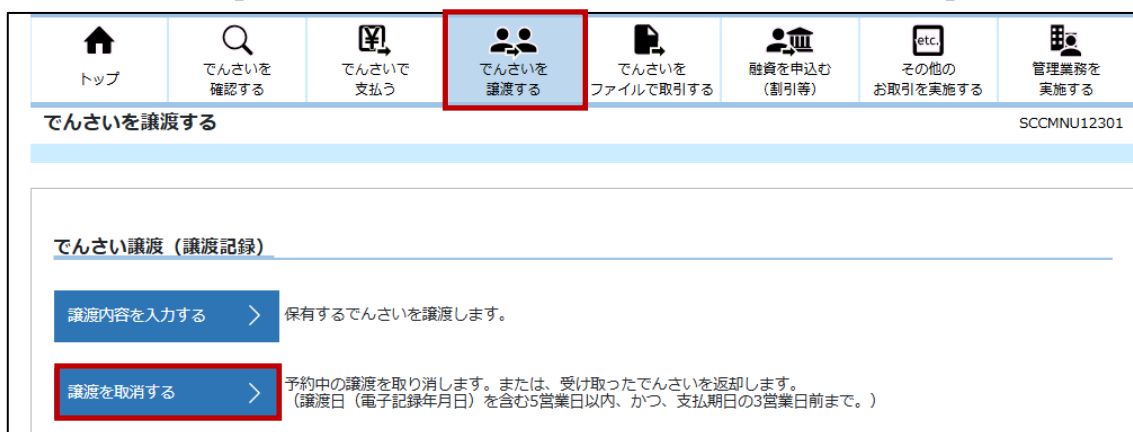 トップ
でんさいを
確認する
でんさいで
支払う
でんさいを
譲渡する
でんさいを
ファイルで取引する
融資を申込む
(割引等)
etc.
その他の
お取引を実施する
管理業務を
実施する
でんさいを譲渡する
SCCMNU12301
でんさい譲渡（譲渡記録）
譲渡内容を入力する
保有するでんさいを譲渡します。
譲渡を取消する
予約中の譲渡を取り消します。または、受け取ったでんさいを返却します。
（譲渡日（電子記録年月日）を含む5営業日以内、かつ、支払期日の3営業日前まで。）